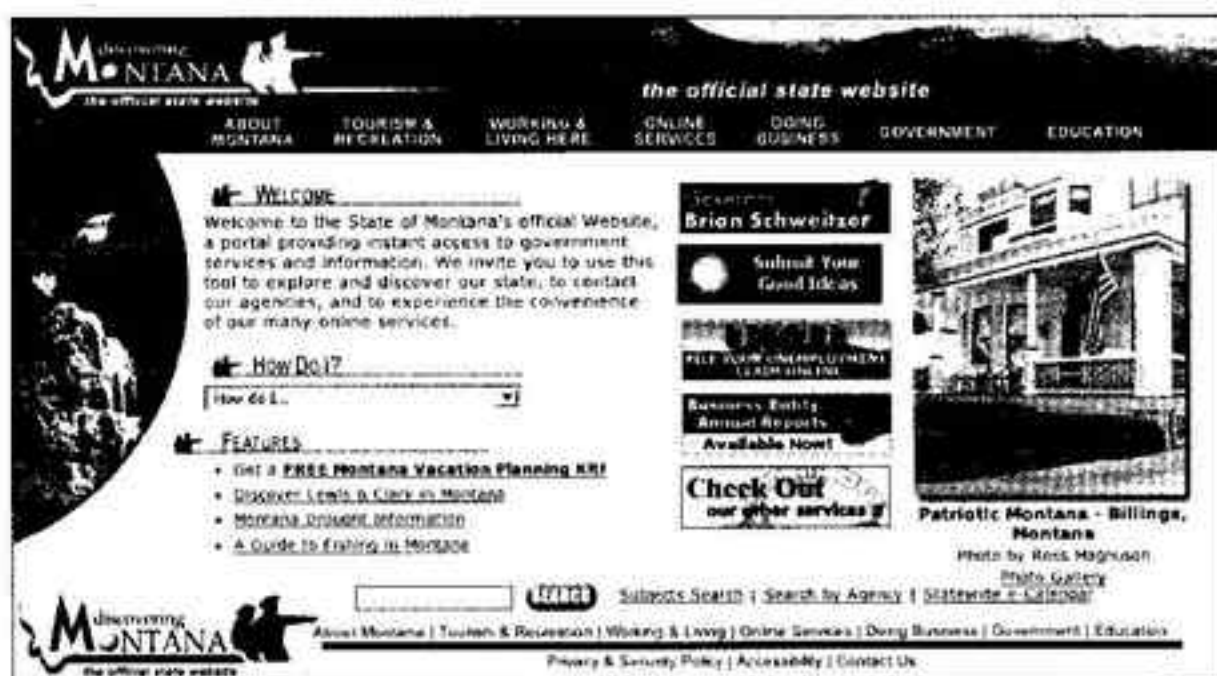 discovering
MONTANA
the official state website
the official state website
ABOUT MONTANA
TOURISM & RECREATION
WORKING & LIVING HERE
ONLINE SERVICES
DOING BUSINESS
GOVERNMENT
EDUCATION
WELCOME
Welcome to the State of Montana's official Website,
a portal providing instant access to government
services and information. We invite you to use this
tool to explore and discover our state, to contact
our agencies, and to experience the convenience
of our many online services.
HOW DO I?
How do I...
FEATURES
• Get a FREE Montana Vacation Planning Kit!
• Discover Lewis & Clark in Montana
• Montana Drought Information
• A Guide to Fishing in Montana
Brian Schweitzer
Submit Your
Good Ideas
FILE YOUR UNEMPLOYMENT
CLAIM ONLINE
Business Entity
Annual Reports
Available Now!
Check Out
our other services
Patriotic Montana - Billings,
Montana
Photo by Ross Magnuson
Photo Gallery
Subjects Search | Search by Agency | Statewide e-Calendar
discovering
MONTANA
the official state website
About Montana | Tourism & Recreation | Working & Living | Online Services | Doing Business | Government | Education
Privacy & Security Policy | Accessibility | Contact Us